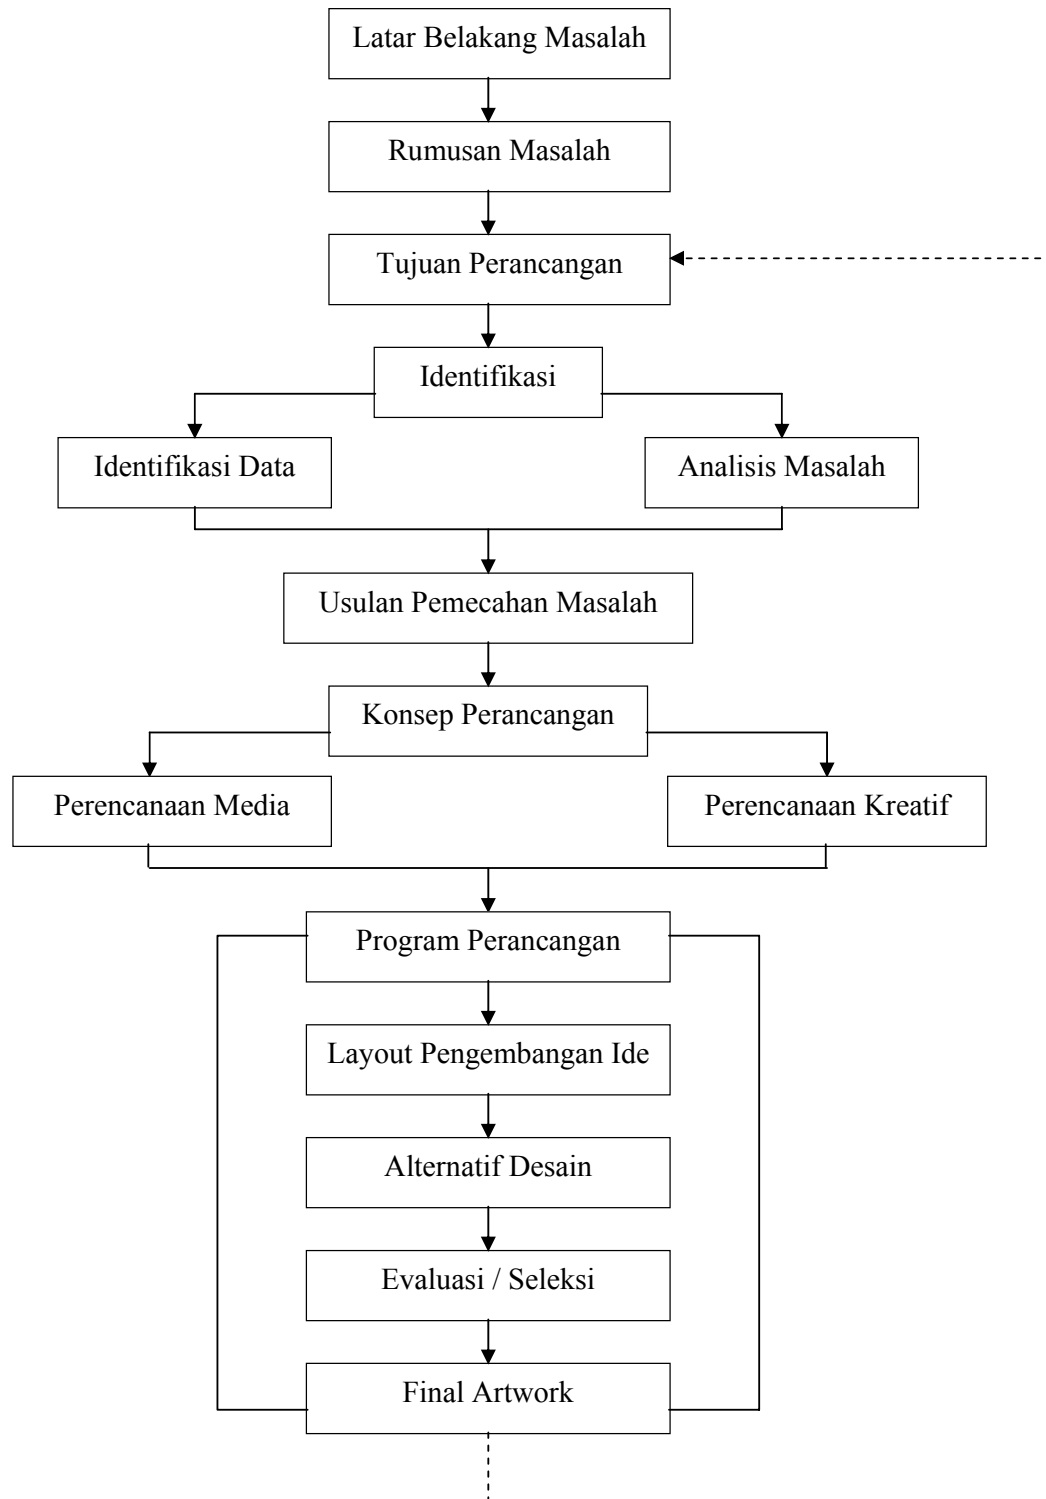 Latar Belakang Masalah
Rumusan Masalah
Tujuan Perancangan
Identifikasi
Identifikasi Data
Analisis Masalah
Usulan Pemecahan Masalah
Konsep Perancangan
Perencanaan Media
Perencanaan Kreatif
Program Perancangan
Layout Pengembangan Ide
Alternatif Desain
Evaluasi / Seleksi
Final Artwork